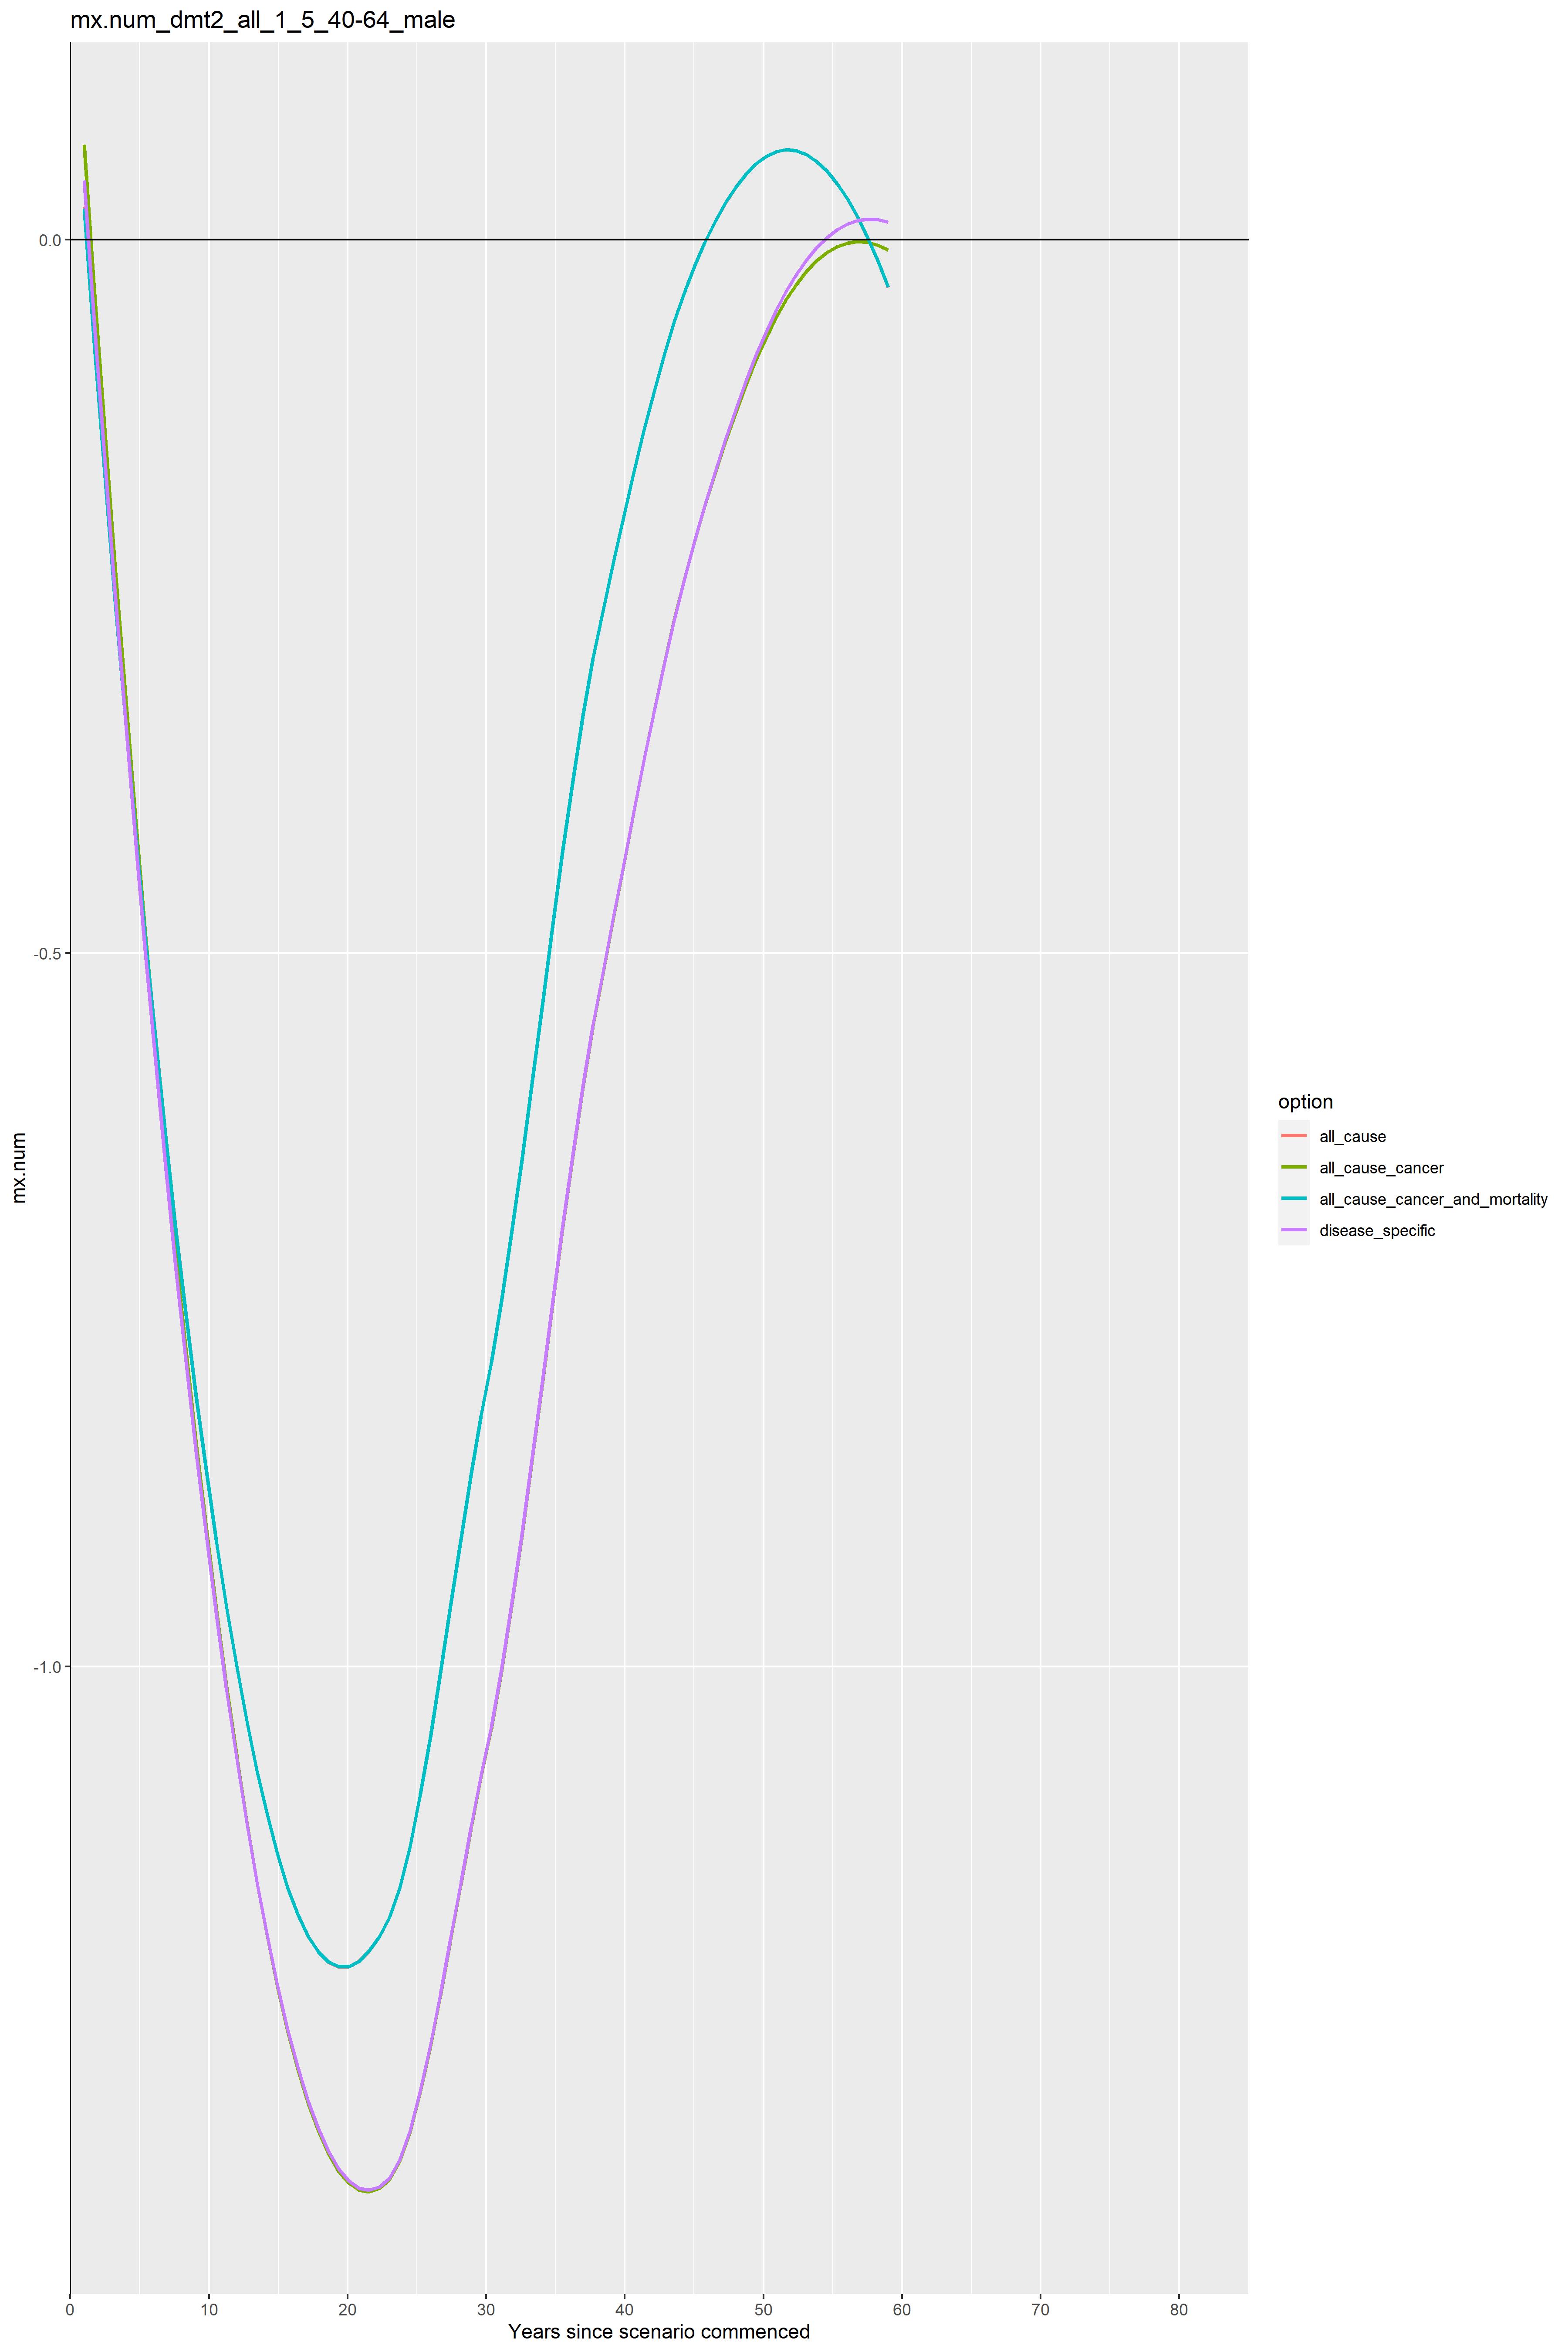 mx.num_dmt2_all_1_5_40-64_male
0.0
-0.5
-1.0
mx.num
0 10 20 30 40 50 60 70 80
Years since scenario commenced
option
all_cause
all_cause_cancer
all_cause_cancer_and_mortality
disease_specific